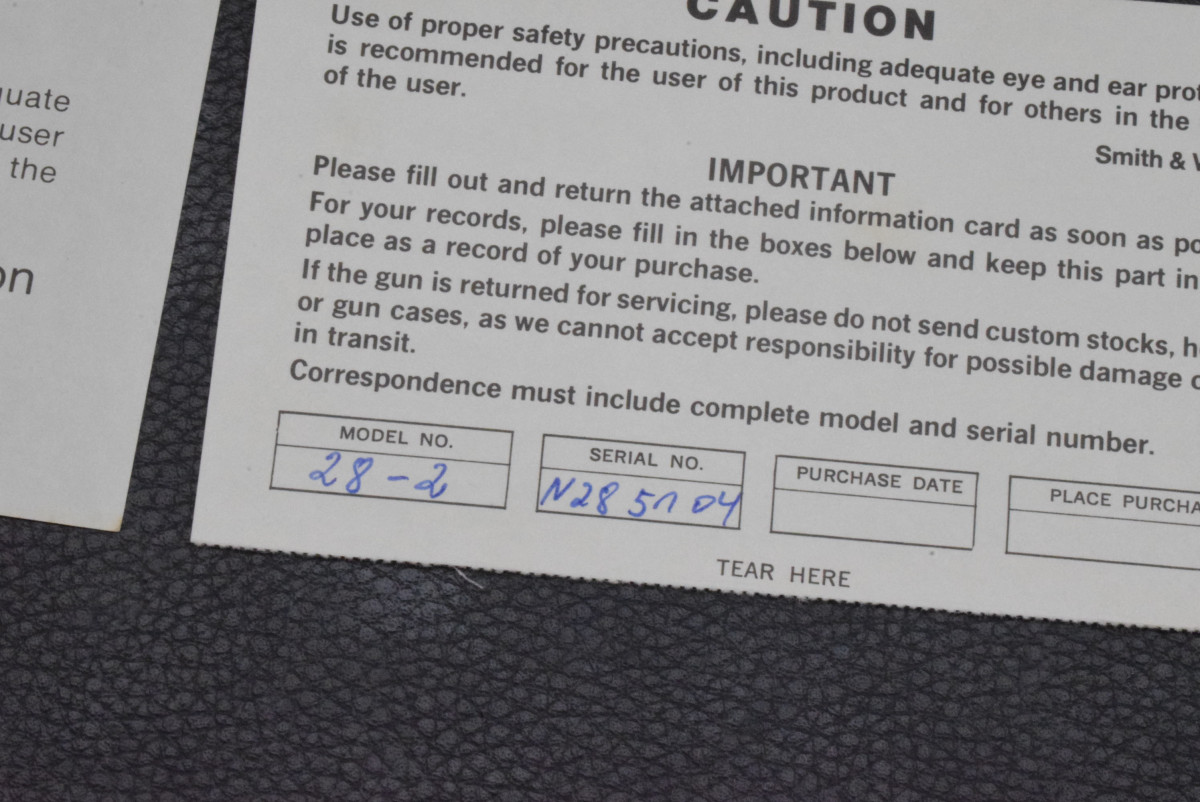 quate
user
the
on
CAUTION
Use of proper safety precautions, including adequate eye and ear prot
is recommended for the user of this product and for others in the
of the user.
Smith & W
IMPORTANT
Please fill out and return the attached information card as soon as po
For your records, please fill in the boxes below and keep this part in
place as a record of your purchase.
If the gun is returned for servicing, please do not send custom stocks, ho
or gun cases, as we cannot accept responsibility for possible damage o
in transit.
Correspondence must include complete model and serial number.
MODEL NO. SERIAL NO. PURCHASE DATE PLACE PURCHA
28-2
TEAR HERE